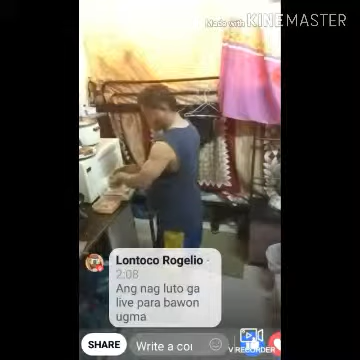 Made with KINEMASTER
Lontoco Rogelio ·
2:08
Ang nag luto ga
live para bawon
ugma
SHARE
Write a co
V RECORDER